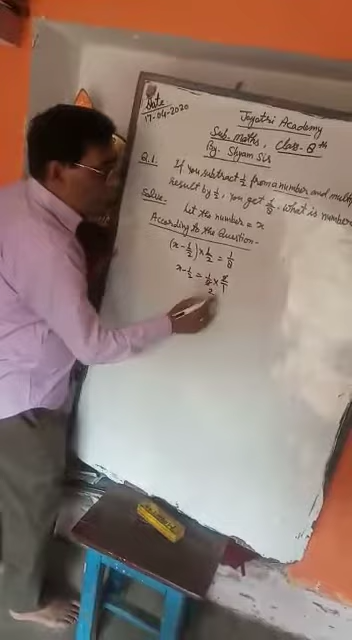 Date
17-04-2020
Jayatri Academy
Sub. maths, Class-8th
By. Shyam Sir
Q.1. If you subtract 1/2 from a number and multiply
result by 1/2, you get 1/8. What is number
Solve.
Let the number = x
According to the Question-
(x - 1/2) × 1/2 = 1/8
x - 1/2 = 1/8 × 2/1